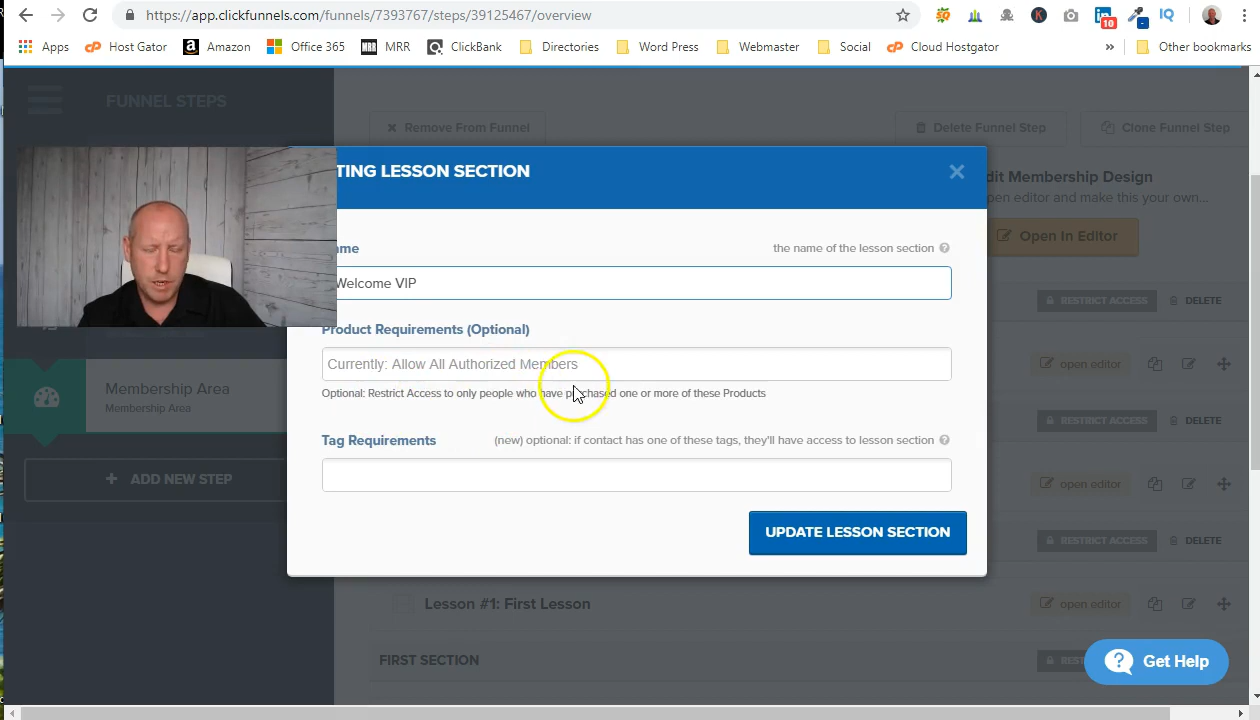 https://app.clickfunnels.com/funnels/7393767/steps/39125467/overview
10
Apps
Host Gator
Amazon
Office 365
MRR
MRR
ClickBank
Directories
Word Press
Webmaster
Social
Cloud Hostgator
»
Other bookmarks
FUNNEL STEPS
Remove From Funnel
Delete Funnel Step
Clone Funnel Step
TING LESSON SECTION
dit Membership Design
open editor and make this your own...
Open In Editor
ame
the name of the lesson section
Welcome VIP
RESTRICT ACCESS
DELETE
Product Requirements (Optional)
Currently: Allow All Authorized Members
open editor
Optional: Restrict Access to only people who have purchased one or more of these Products
Membership Area
Membership Area
RESTRICT ACCESS
DELETE
Tag Requirements
(new) optional: if contact has one of these tags, they'll have access to lesson section
+ ADD NEW STEP
open editor
UPDATE LESSON SECTION
RESTRICT ACCESS
DELETE
Lesson #1: First Lesson
open editor
FIRST SECTION
Get Help